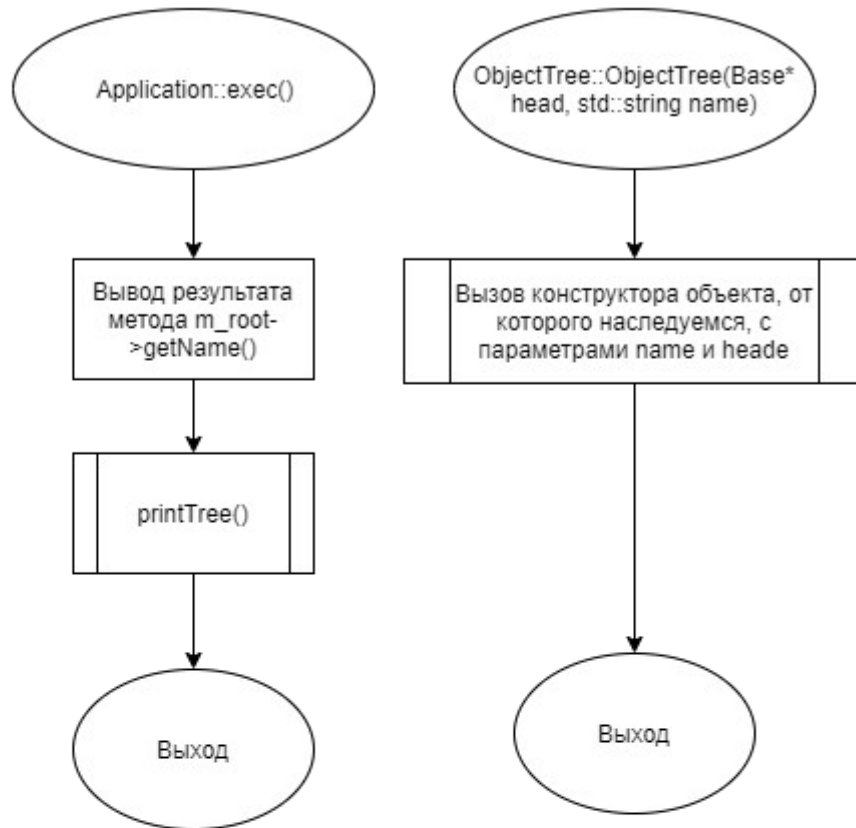 Application::exec()
Вывод результата
метода m_root-
>getName()
printTree()
Выход
ObjectTree::ObjectTree(Base*
head, std::string name)
Вызов конструктора объекта, от
которого наследуемся, с
параметрами name и heade
Выход